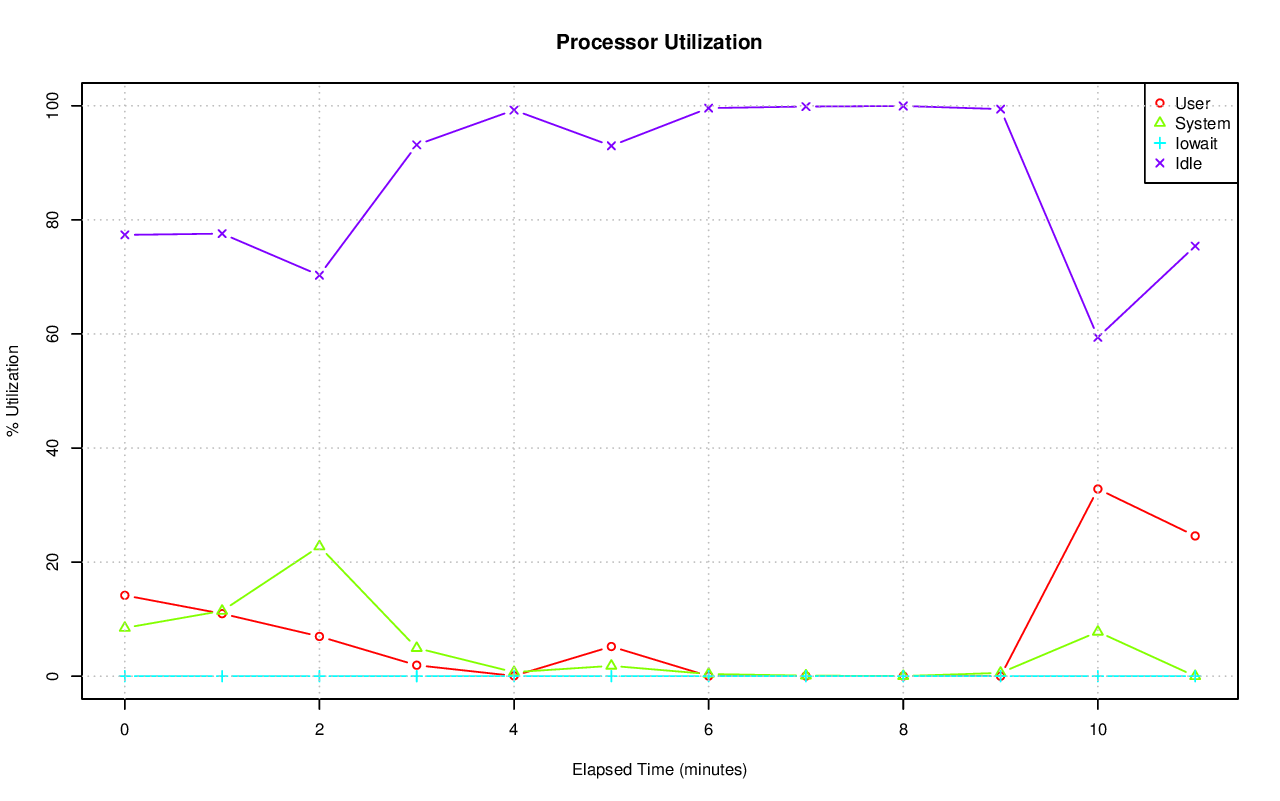 Processor Utilization
% Utilization
100
80
60
40
20
0
User
System
Iowait
Idle
0 2 4 6 8 10
Elapsed Time (minutes)